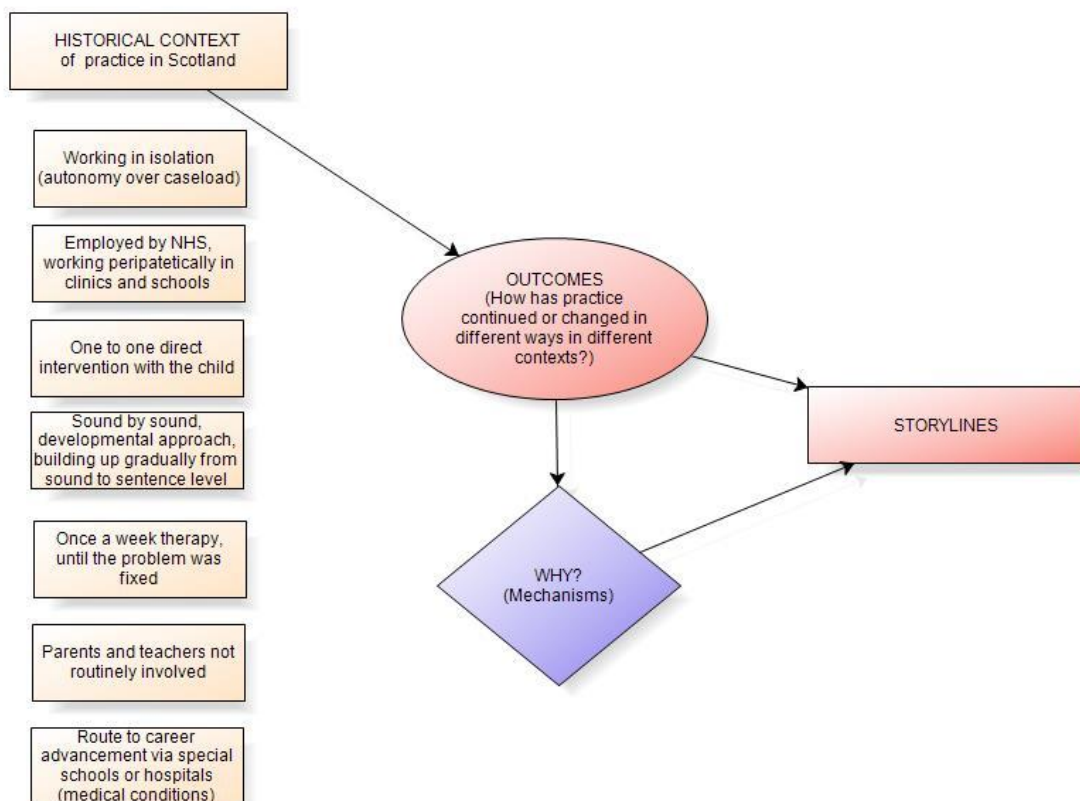 HISTORICAL CONTEXT
of practice in Scotland
Working in isolation
(autonomy over caseload)
Employed by NHS,
working peripatetically in
clinics and schools
One to one direct
intervention with the child
Sound by sound,
developmental approach,
building up gradually from
sound to sentence level
Once a week therapy,
until the problem was
fixed
Parents and teachers not
routinely involved
Route to career
advancement via special
schools or hospitals
(medical conditions)
OUTCOMES
(How has practice
continued or changed in
different ways in different
contexts?)
WHY?
(Mechanisms)
STORYLINES